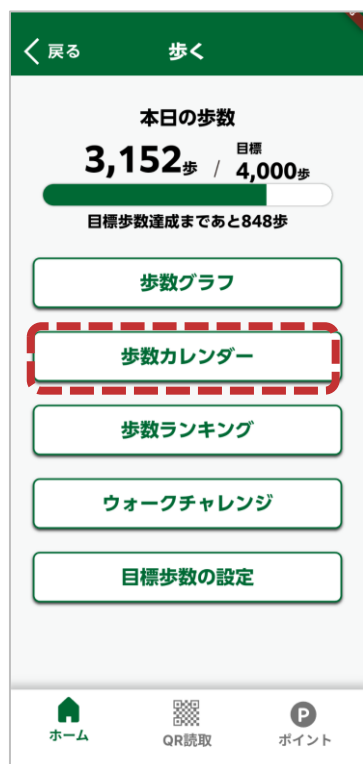 戻る
歩く
本日の歩数
3,152歩 / 目標 4,000歩
目標歩数達成まであと848歩
歩数グラフ
歩数カレンダー
歩数ランキング
ウォークチャレンジ
目標歩数の設定
ホーム
QR読取
P
ポイント